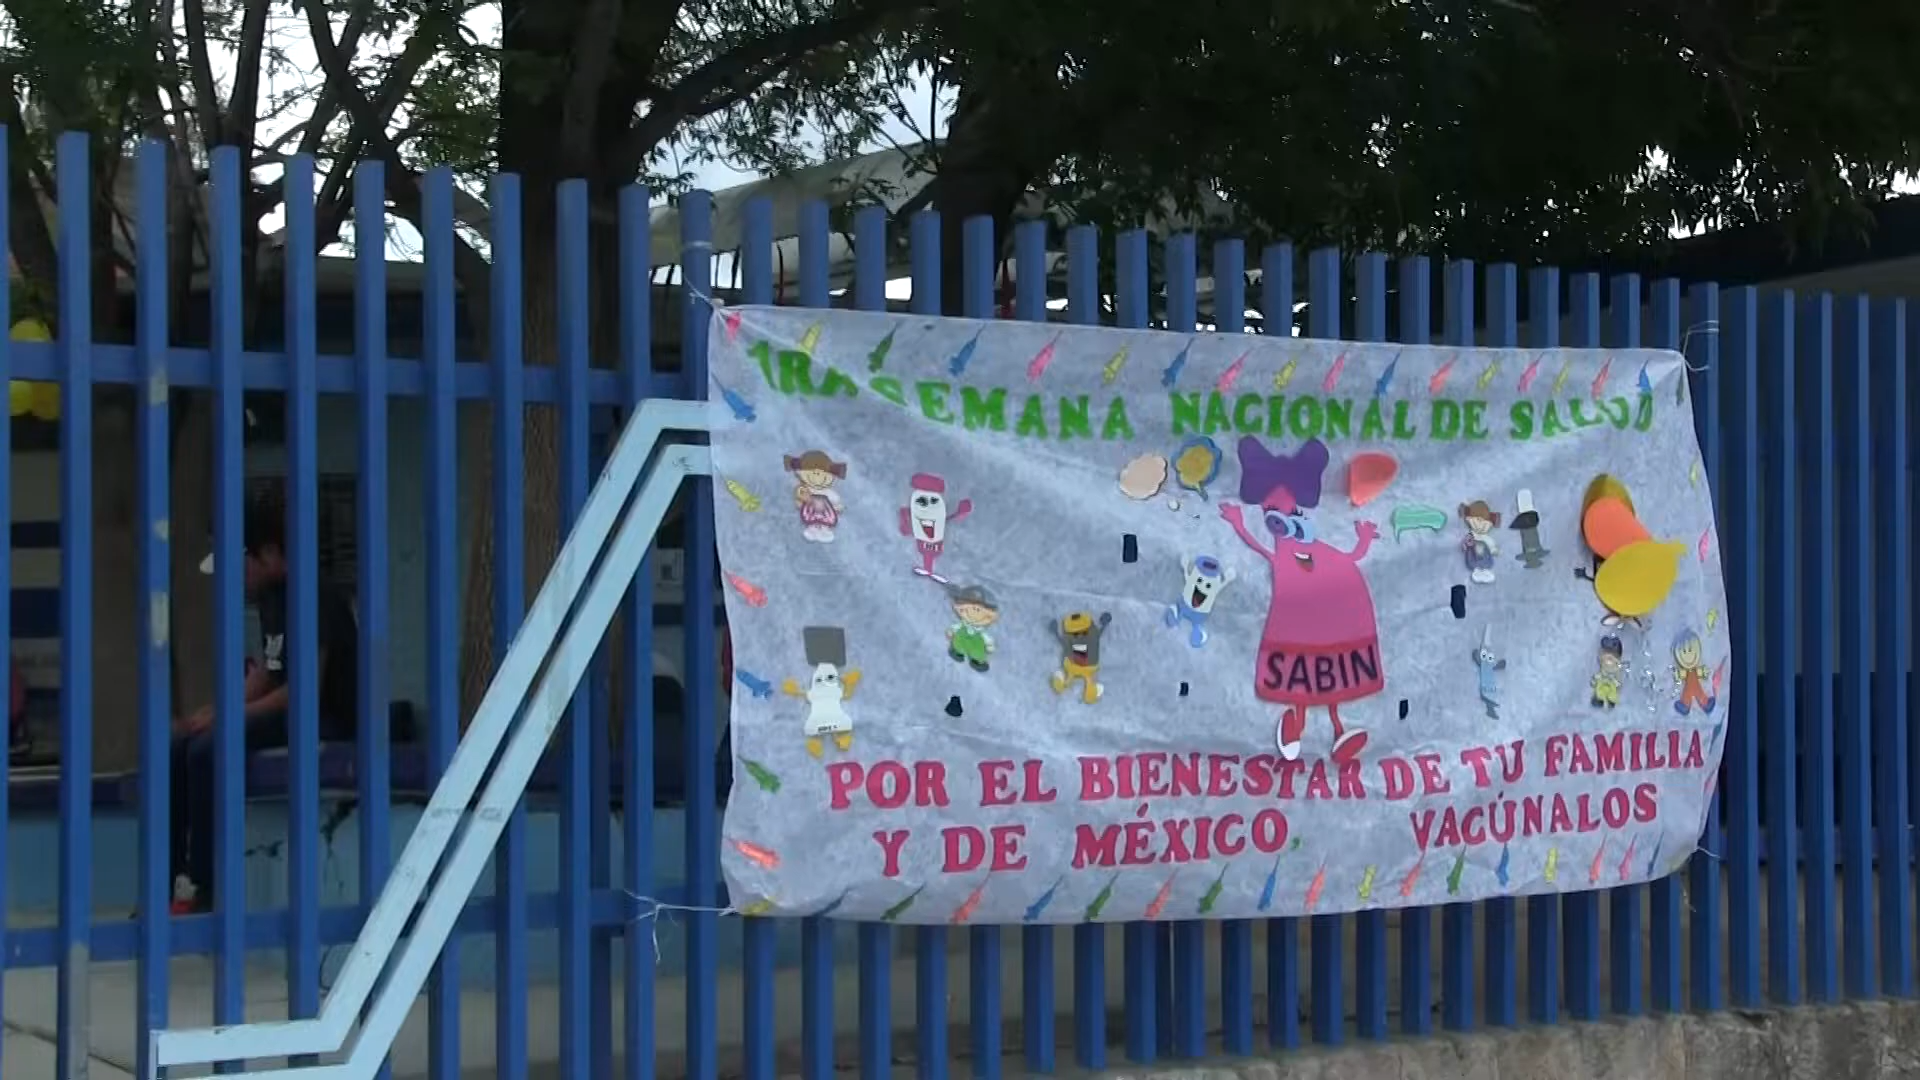 1RA SEMANA NACIONAL DE SALUD
SABIN
POR EL BIENESTAR DE TU FAMILIA
Y DE MÉXICO, VACÚNALOS